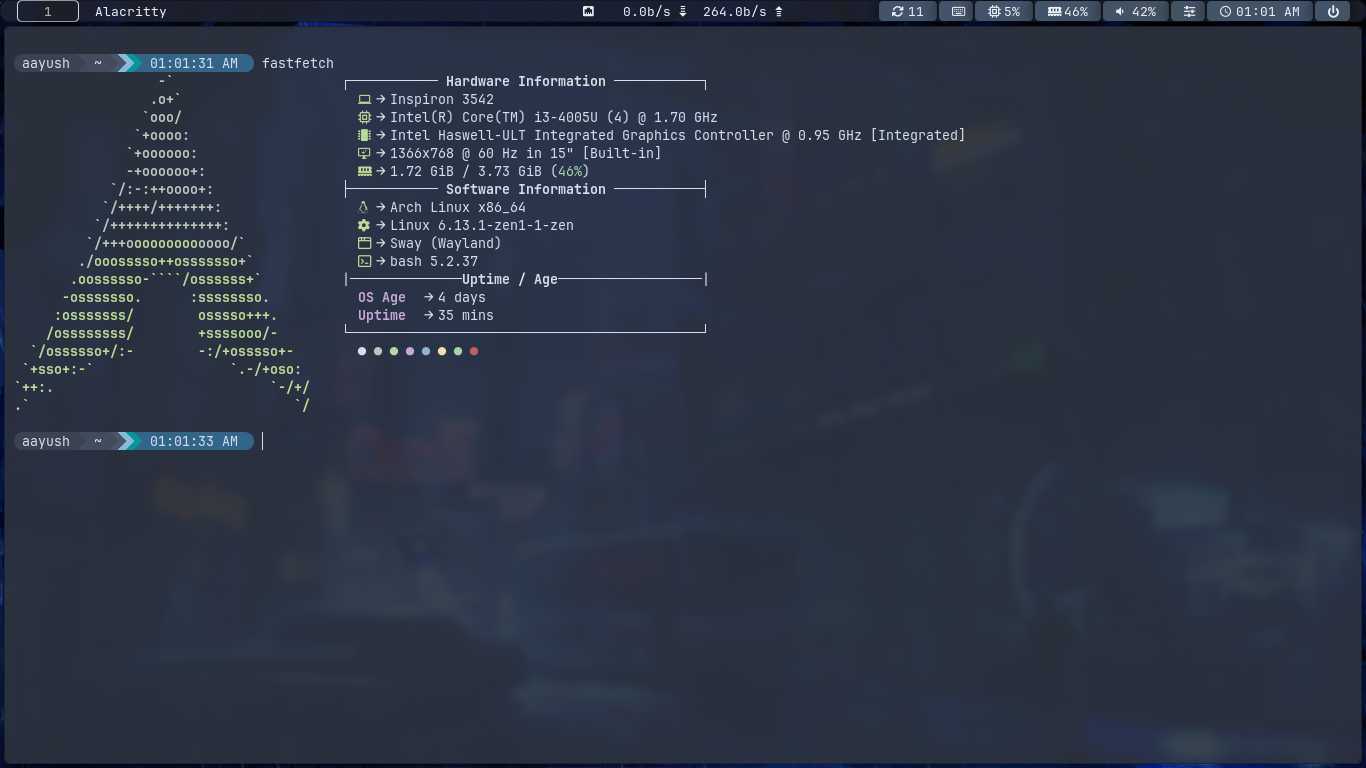 1 Alacritty 0.0b/s 264.0b/s 11 5% 46% 42% 01:01 AM
aayush ~ 01:01:31 AM fastfetch
-`
.o+`
`ooo/
`+oooo:
`+oooooo:
-+oooooo+:
`/:-:++oooo+:
`/++++/+++++++:
`/++++++++++++++:
`/+++ooooooooooooo/`
./ooosssso++osssssso+`
.oossssso-````/ossssss+`
-osssssso. :ssssssso.
:osssssss/ osssso+++.
/ossssssss/ +ssssooo/-
`/ossssso+/:- -:/+osssso+-
`+sso+:-` `.-/+oso:
`++:. `-/+/
.` `/
Hardware Information
→ Inspiron 3542
→ Intel(R) Core(TM) i3-4005U (4) @ 1.70 GHz
→ Intel Haswell-ULT Integrated Graphics Controller @ 0.95 GHz [Integrated]
→ 1366x768 @ 60 Hz in 15" [Built-in]
→ 1.72 GiB / 3.73 GiB (46%)
Software Information
→ Arch Linux x86_64
→ Linux 6.13.1-zen1-1-zen
→ Sway (Wayland)
→ bash 5.2.37
Uptime / Age
OS Age → 4 days
Uptime → 35 mins
aayush ~ 01:01:33 AM